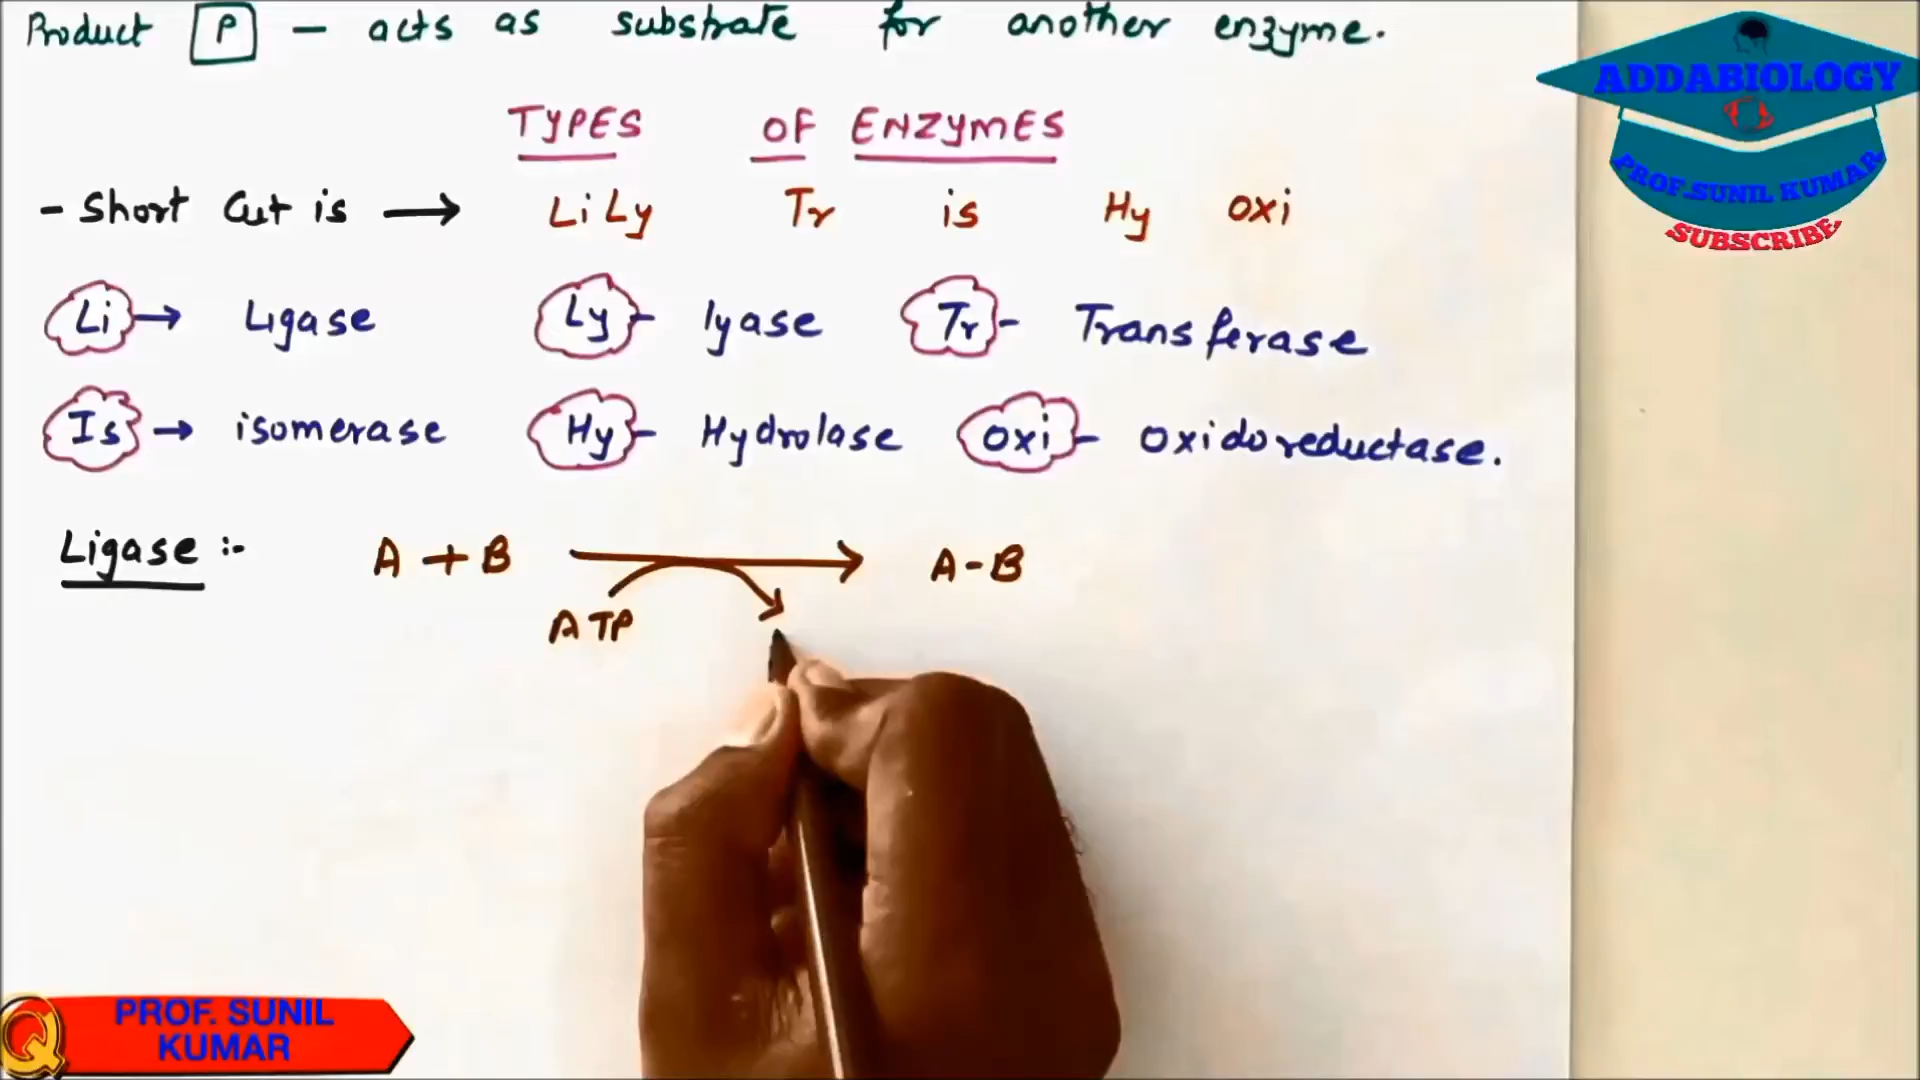 Product P - acts as substrate for another enzyme.
ADDABIOLOGY
PROF.SUNIL KUMAR
SUBSCRIBE
TYPES OF ENZYMES
- Short Cut is → LiLy Tr is Hy oxi
Li → Ligase Ly - lyase Tr - Transferase
Is → isomerase Hy - Hydrolase oxi - oxidoreductase.
Ligase :- A + B → A-B
ATP
PROF. SUNIL
KUMAR